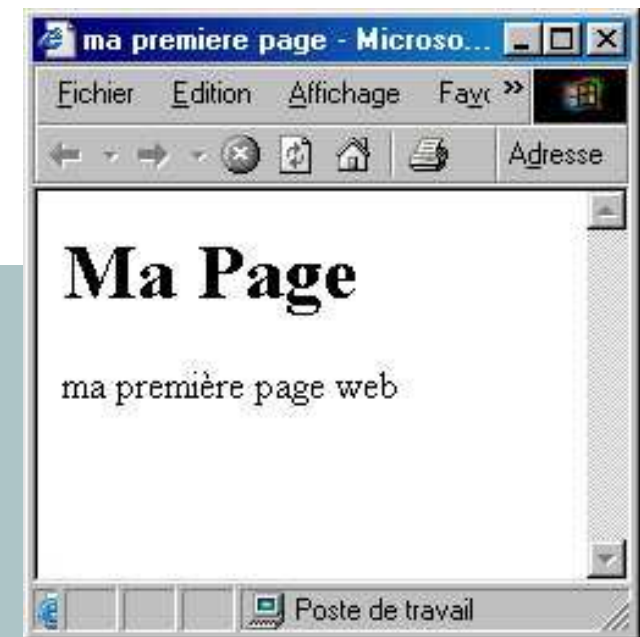 ma premiere page - Microso...
Fichier Edition Affichage Fav »
Adresse
Ma Page
ma première page web
Poste de travail